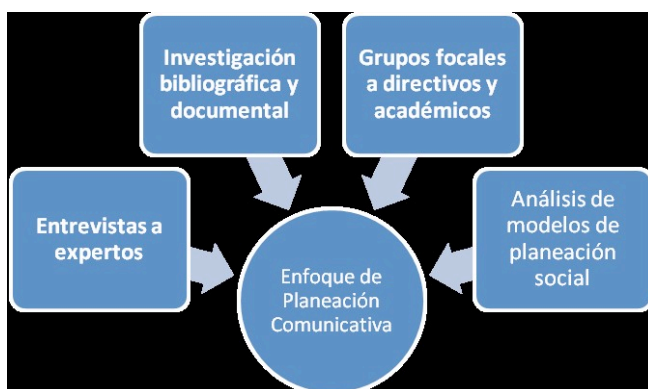 Investigación
bibliográfica y
documental
Grupos focales
a directivos y
académicos
Entrevistas a
expertos
Análisis de
modelos de
planeación
social
Enfoque de
Planeación
Comunicativa